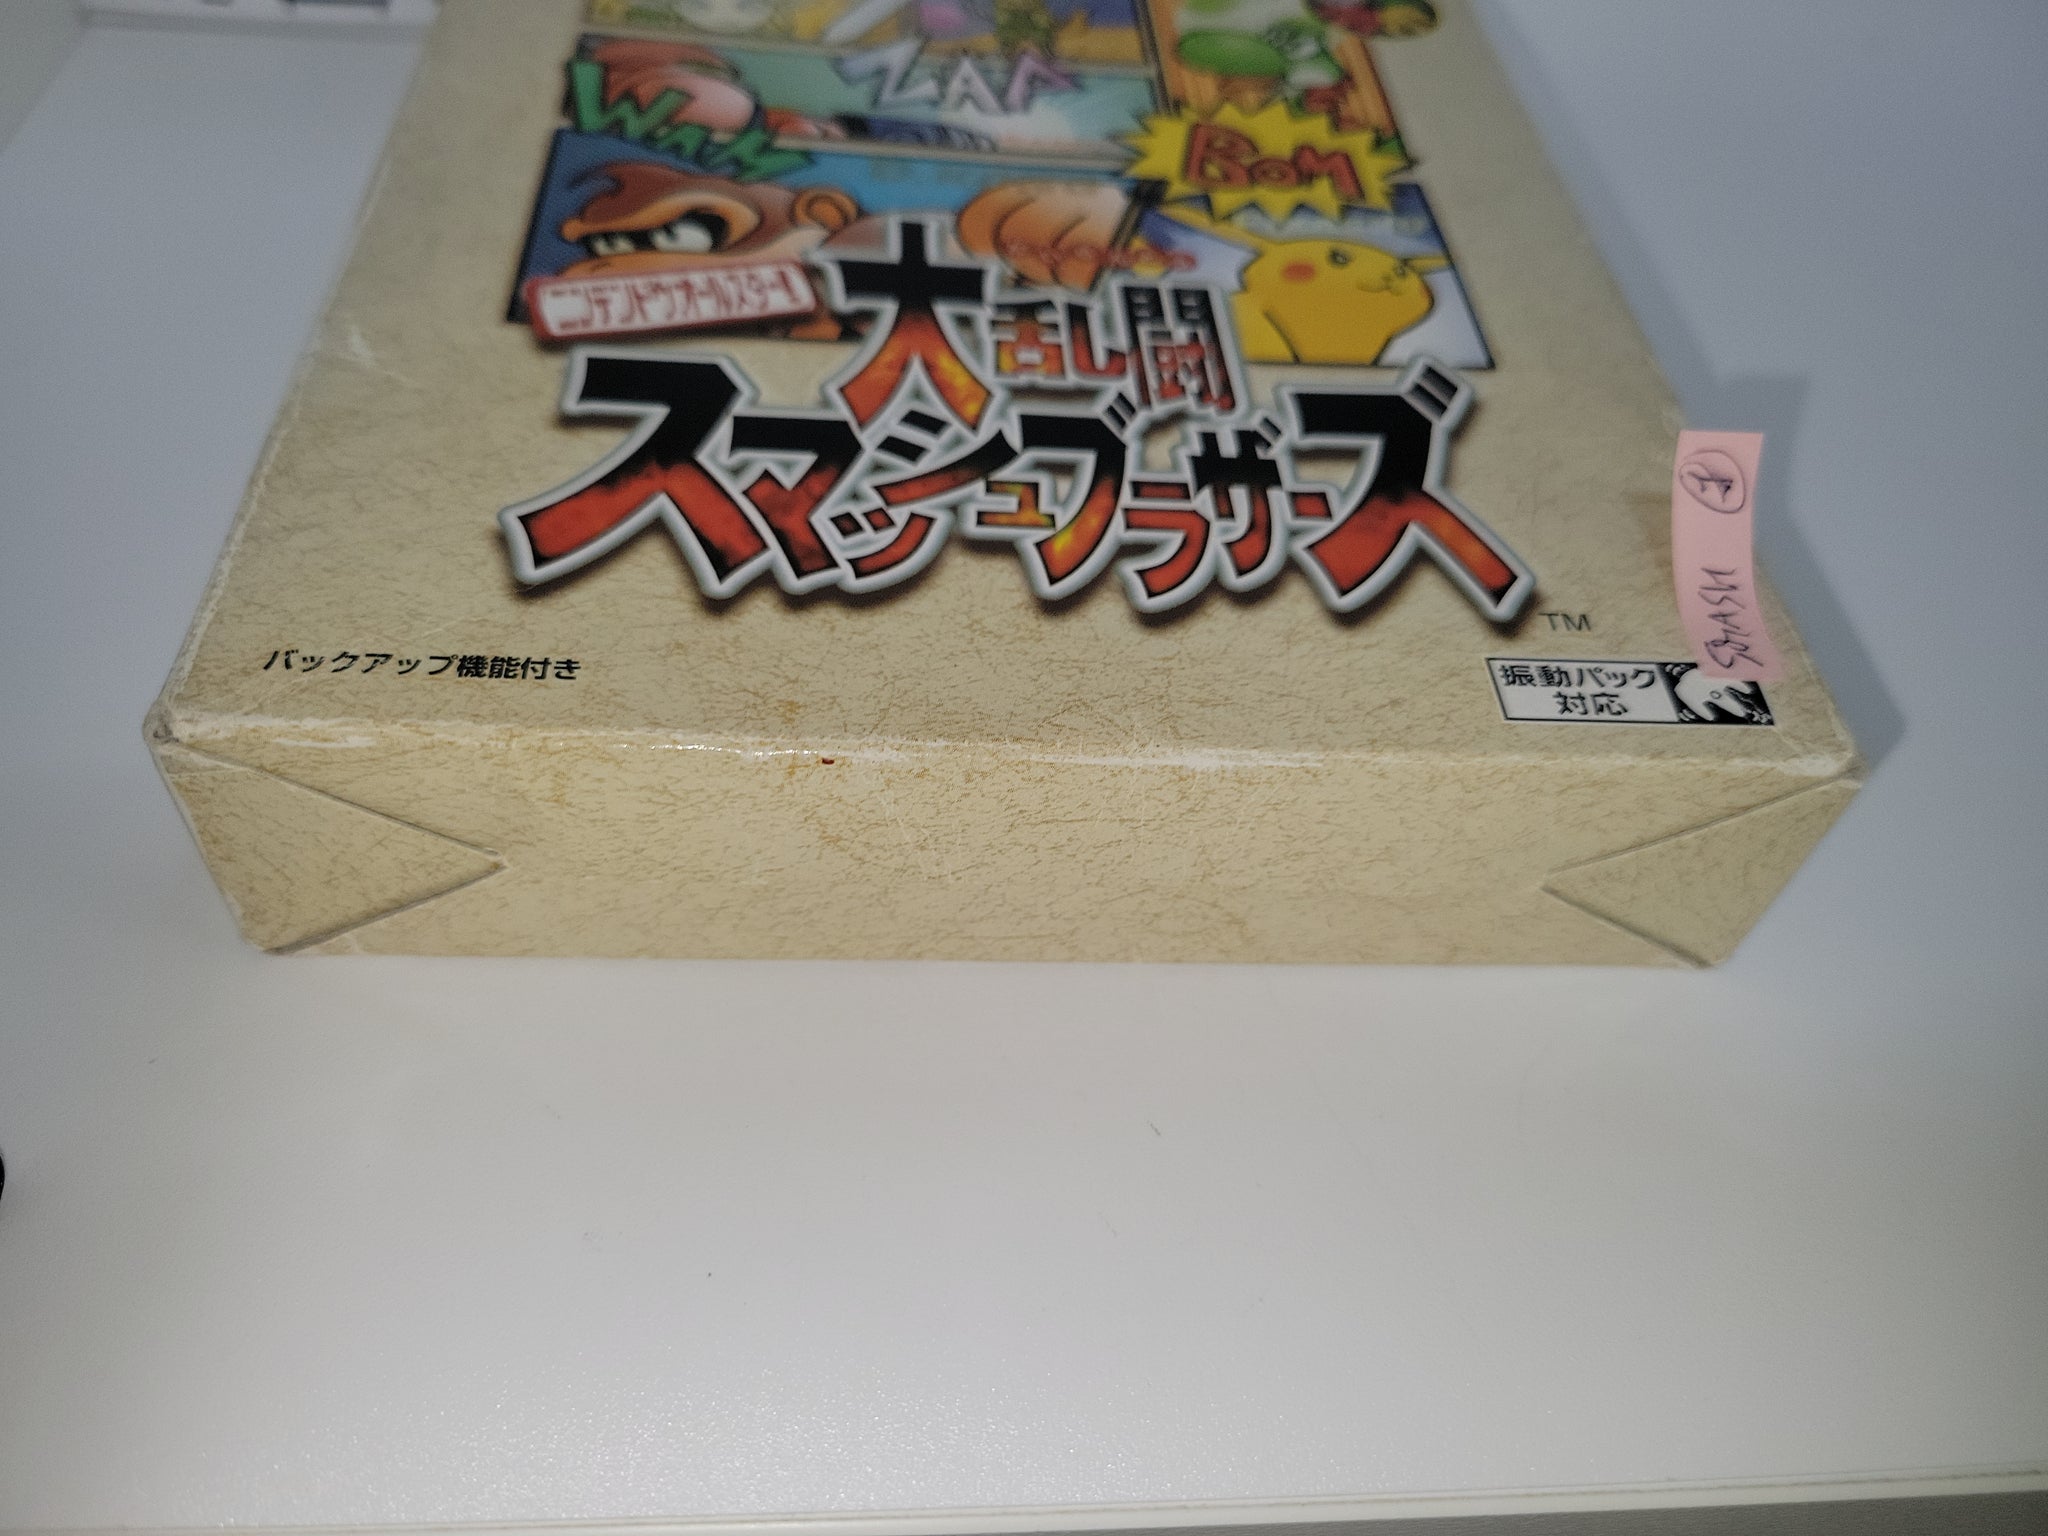 ZAP
WAM
BOM
ニンテンドウオールスター!
大乱闘
スマッシュブラザーズ
TM
バックアップ機能付き
振動パック
対応
SMASH